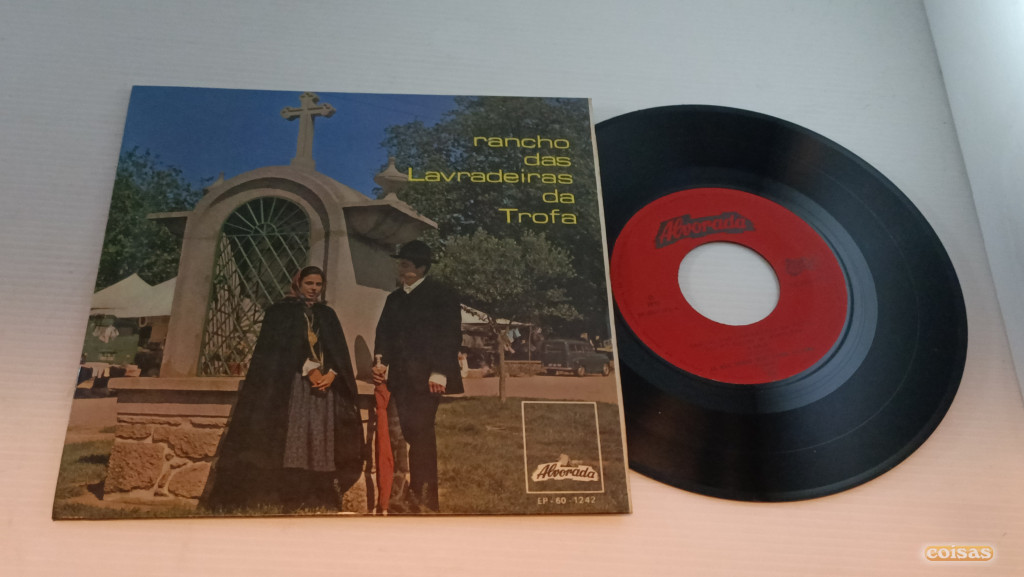 rancho
das
Lavradeiras
da
Trofa
Alvorada
EP-60-1242
Alvorada
coisas